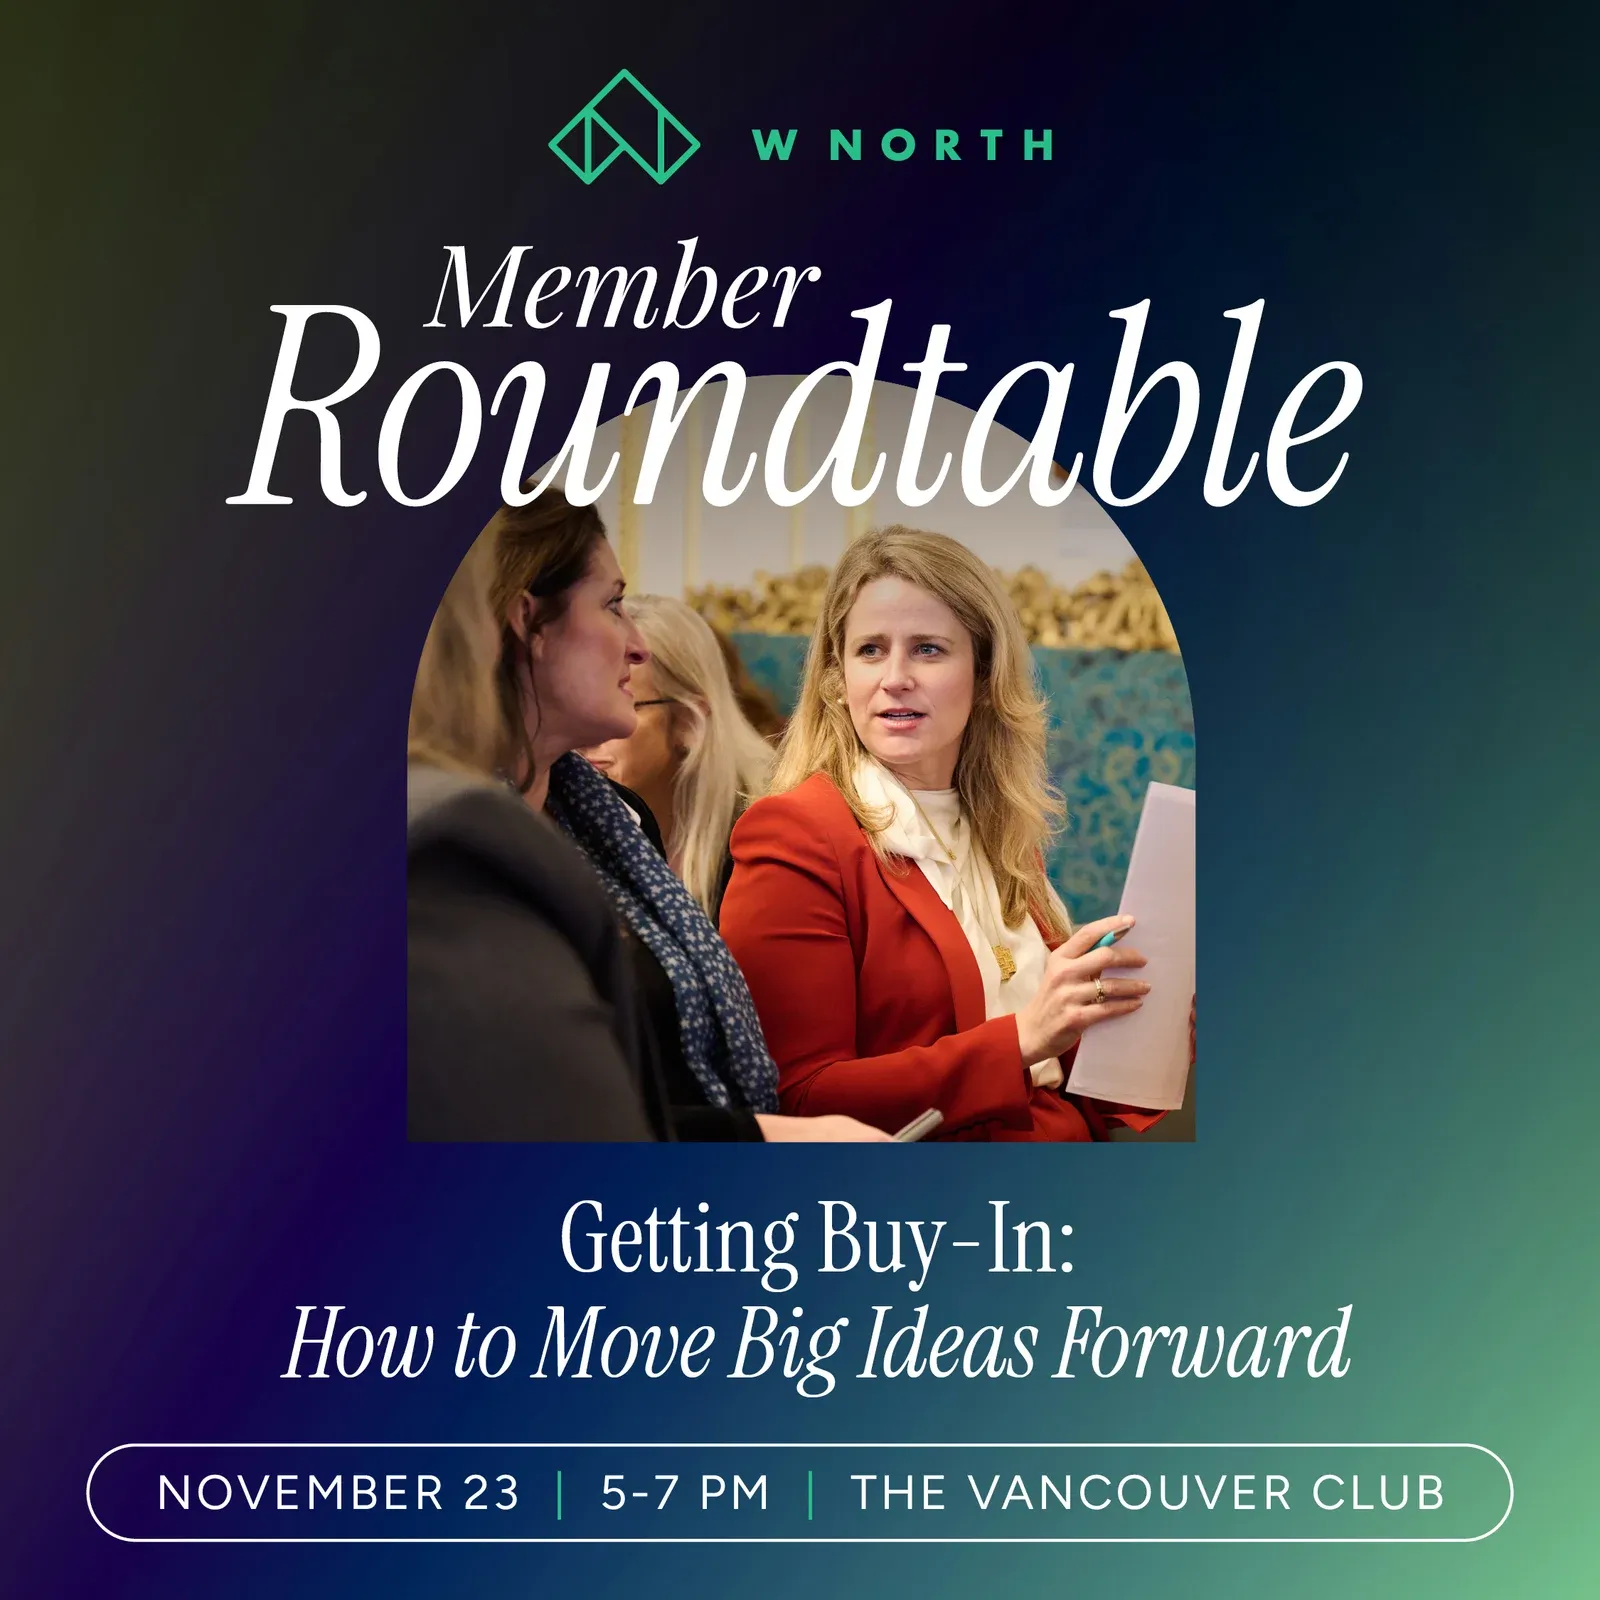 W NORTH
Member
Roundtable
Getting Buy-In:
How to Move Big Ideas Forward
NOVEMBER 23 | 5-7 PM | THE VANCOUVER CLUB